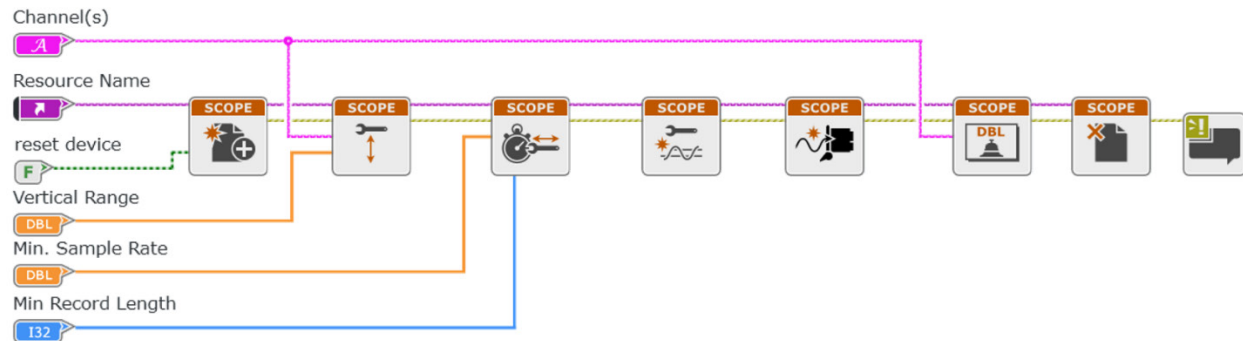 Channel(s)
A
Resource Name
SCOPE SCOPE SCOPE SCOPE SCOPE SCOPE SCOPE
reset device
F
DBL
Vertical Range
DBL
Min. Sample Rate
DBL
Min Record Length
I32